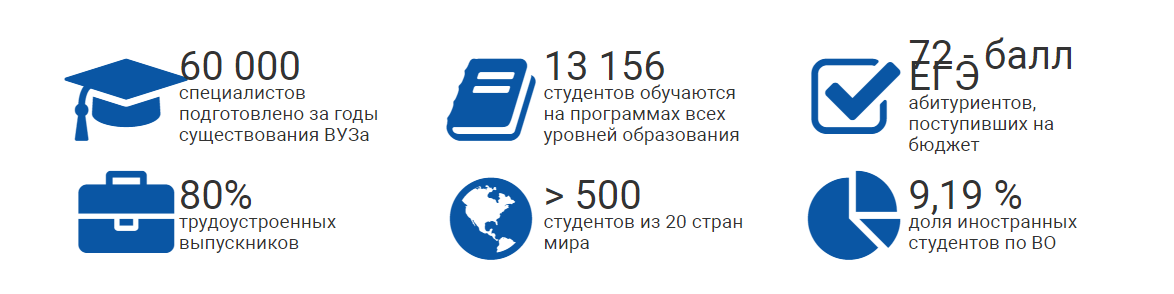 60 000
специалистов
подготовлено за годы
существования ВУЗа
13 156
студентов обучаются
на программах всех
уровней образования
72 - балл
ЕГЭ
абитуриентов,
поступивших на
бюджет
80%
трудоустроенных
выпускников
> 500
студентов из 20 стран
мира
9,19 %
доля иностранных
студентов по ВО